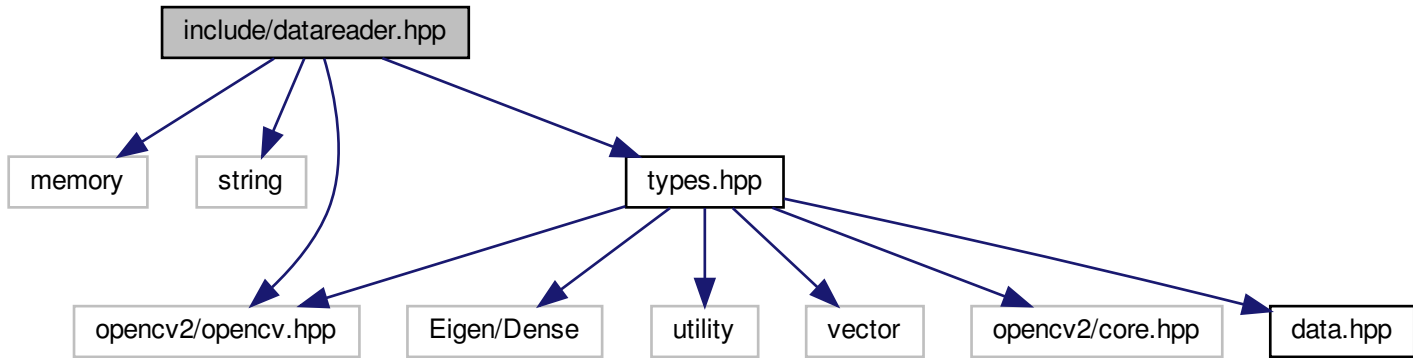 include/datareader.hpp
memory
string
types.hpp
opencv2/opencv.hpp
Eigen/Dense
utility
vector
opencv2/core.hpp
data.hpp